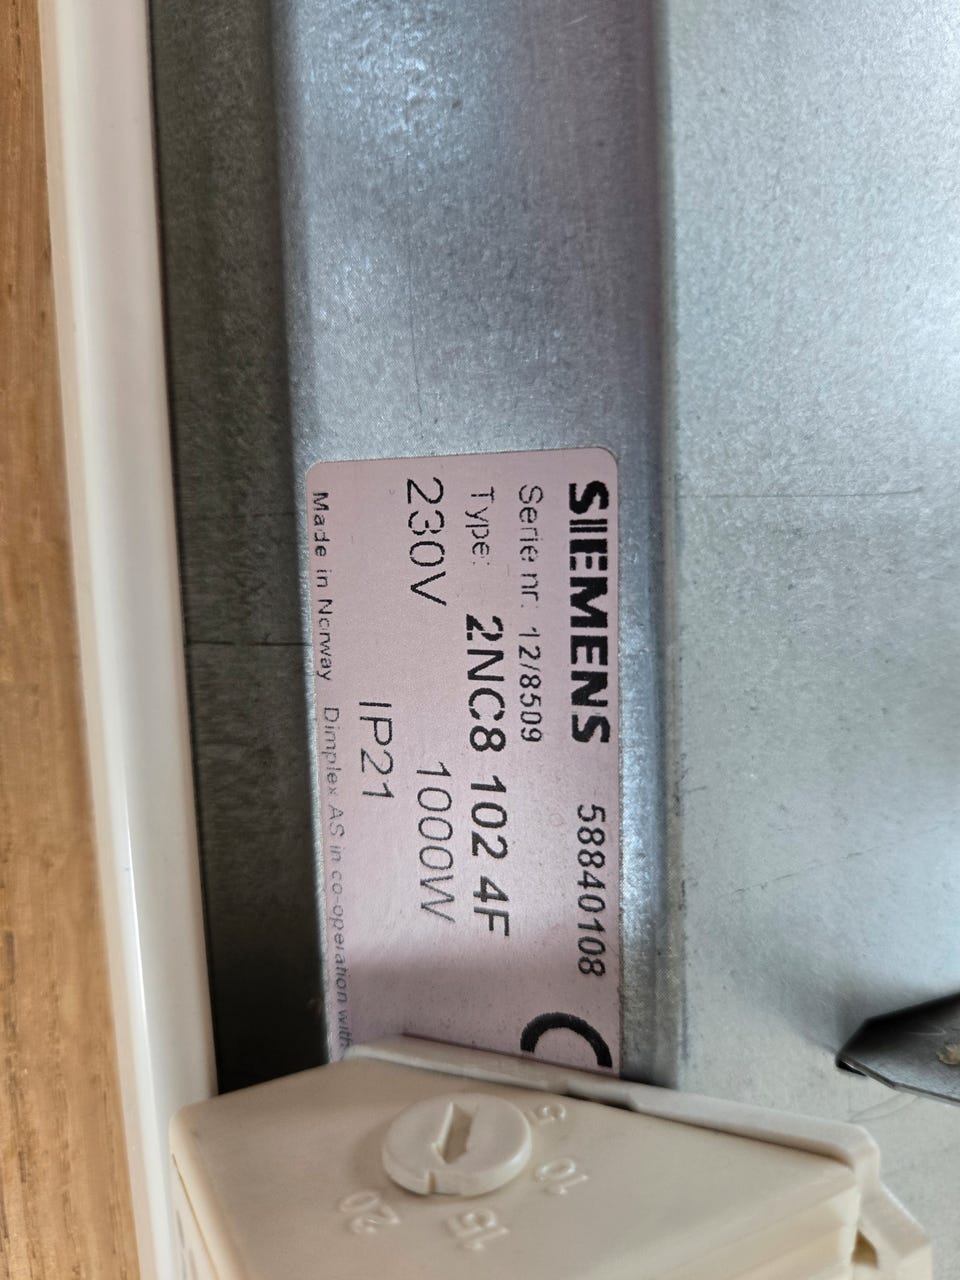 SIEMENS 58840108
Serie nr: 12/8509
Type: 2NC8 102 4F
230V 1000W
IP21
Made in Norway Dimplex AS in co-operation with
5
10
15
20